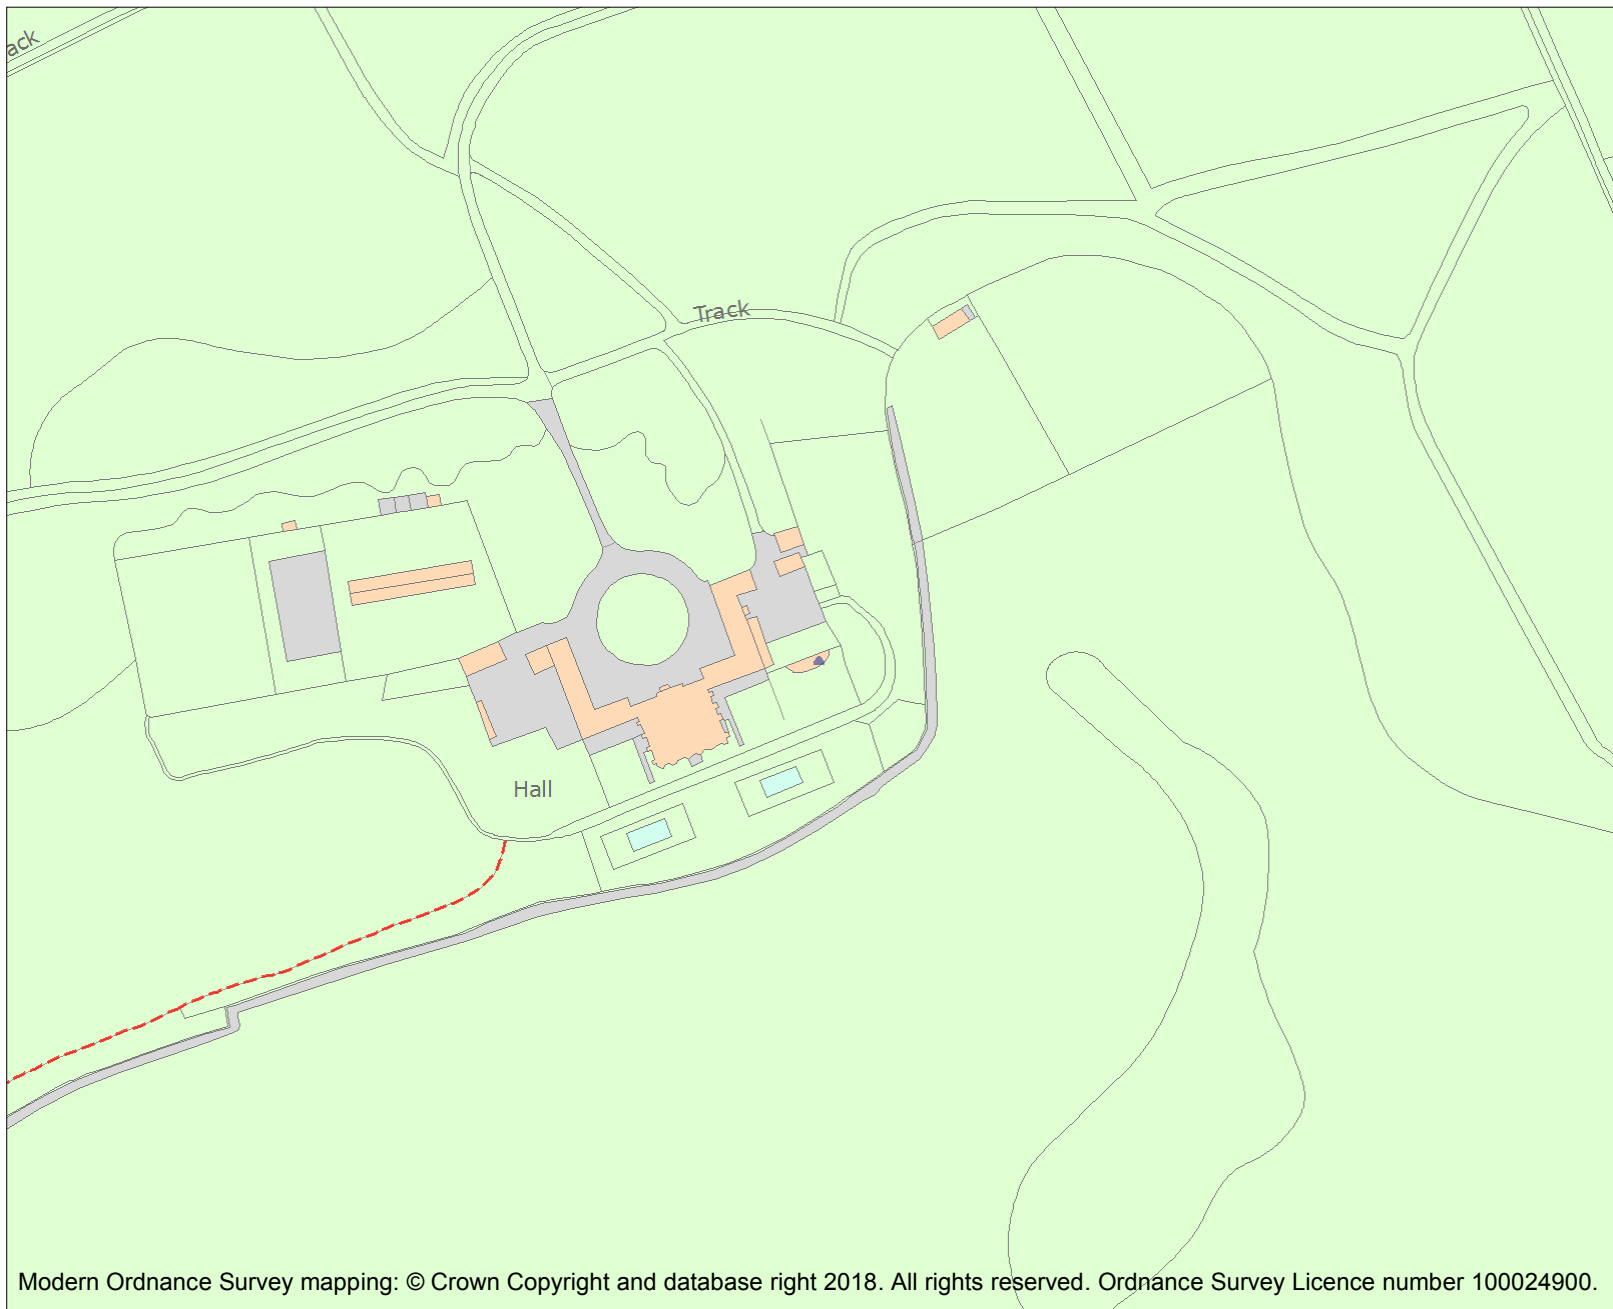 ack
Track
Hall
Modern Ordnance Survey mapping: © Crown Copyright and database right 2018. All rights reserved. Ordnance Survey Licence number 100024900.